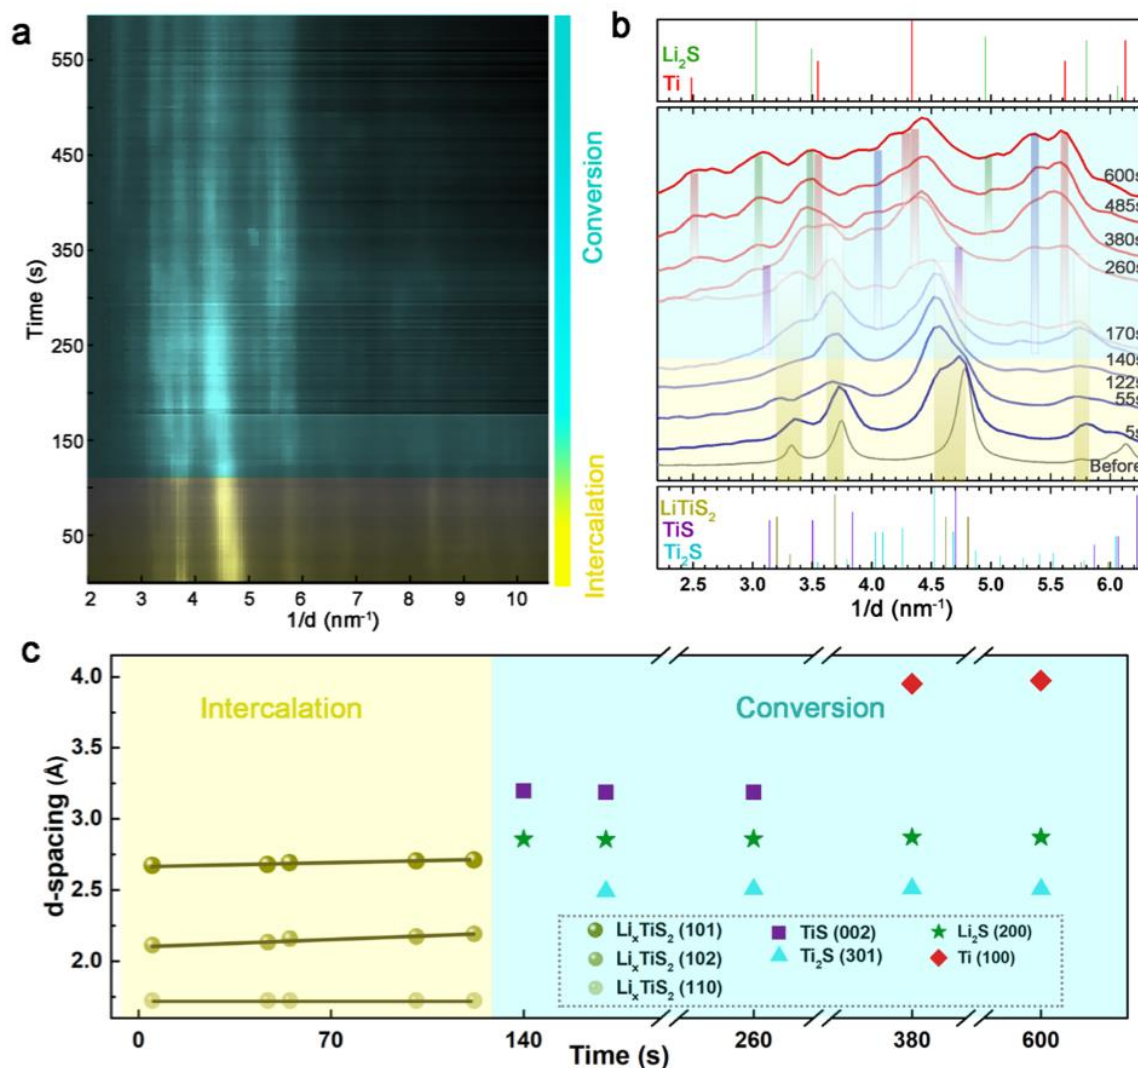 a
Time (s)
550
450
350
250
150
50
2 3 4 5 6 7 8 9 10
1/d (nm⁻¹)
Conversion
Intercalation
b
Li₂S
Ti
600s
485s
380s
260s
170s
140s
122s
55s
5s
Before
LiTiS₂
TiS
Ti₂S
2.5 3.0 3.5 4.0 4.5 5.0 5.5 6.0
1/d (nm⁻¹)
c
Intercalation
Conversion
d-spacing (Å)
4.0
3.5
3.0
2.5
2.0
LiₓTiS₂ (101)
LiₓTiS₂ (102)
LiₓTiS₂ (110)
TiS (002)
Ti₂S (301)
Li₂S (200)
Ti (100)
0 70 140 260 380 600
Time (s)